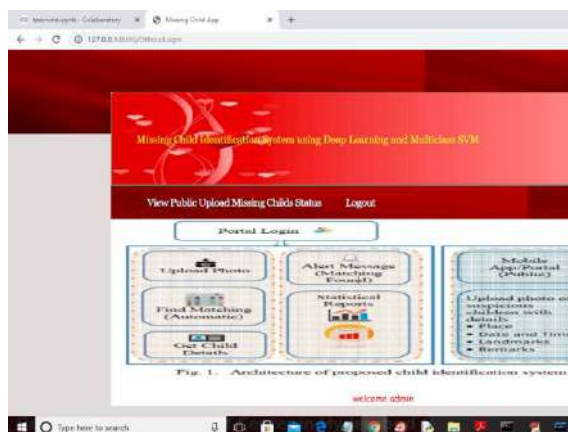 Missing Child App
127.0.0.1
Missing Child Identification System using Deep Learning and Multiclass SVM
View Public Upload Missing Childs Status Logout
Portal Login
Upload Photo
Find Matching
(Automatic)
Get Child
Details
Alert Message
(Matching
Found)
Statistical
Reports
Mobile
App/Portal
(Public)
Upload photo of
suspicious
children with
details
• Place
• Date and Time
• Landmarks
• Remarks
Fig. 1. Architecture of proposed child identification system
welcome admin
Type here to search